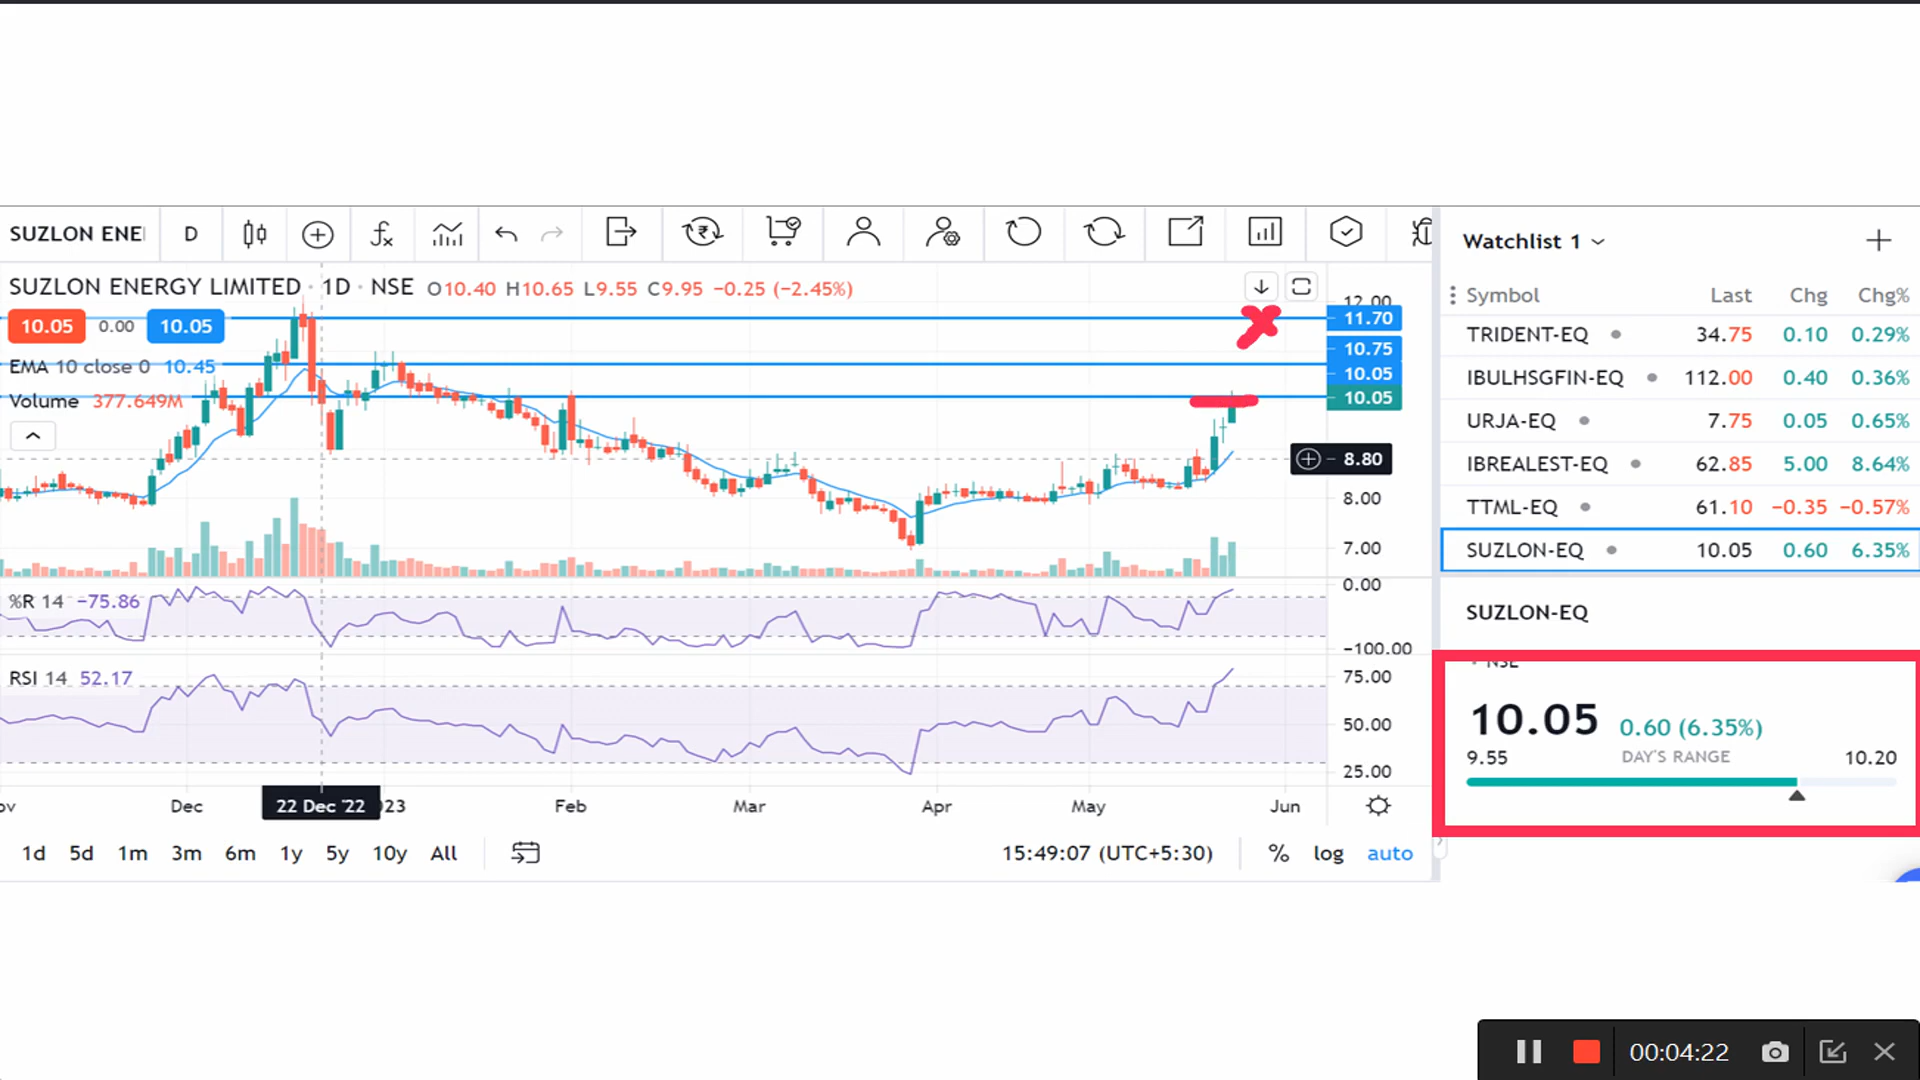 SUZLON ENE
D
SUZLON ENERGY LIMITED · 1D · NSE O10.40 H10.65 L9.55 C9.95 −0.25 (−2.45%)
10.05 0.00 10.05
EMA 10 close 0 10.45
Volume 377.649M
12.00
11.70
10.75
10.05
10.05
8.80
8.00
7.00
0.00
%R 14 −75.86
−100.00
RSI 14 52.17
75.00
50.00
25.00
ov Dec 22 Dec '22 23 Feb Mar Apr May Jun
1d 5d 1m 3m 6m 1y 5y 10y All
15:49:07 (UTC+5:30) % log auto
Watchlist 1
Symbol Last Chg Chg%
TRIDENT-EQ 34.75 0.10 0.29%
IBULHSGFIN-EQ 112.00 0.40 0.36%
URJA-EQ 7.75 0.05 0.65%
IBREALEST-EQ 62.85 5.00 8.64%
TTML-EQ 61.10 −0.35 −0.57%
SUZLON-EQ 10.05 0.60 6.35%
SUZLON-EQ
NSE
10.05 0.60 (6.35%)
9.55 DAY'S RANGE 10.20
00:04:22